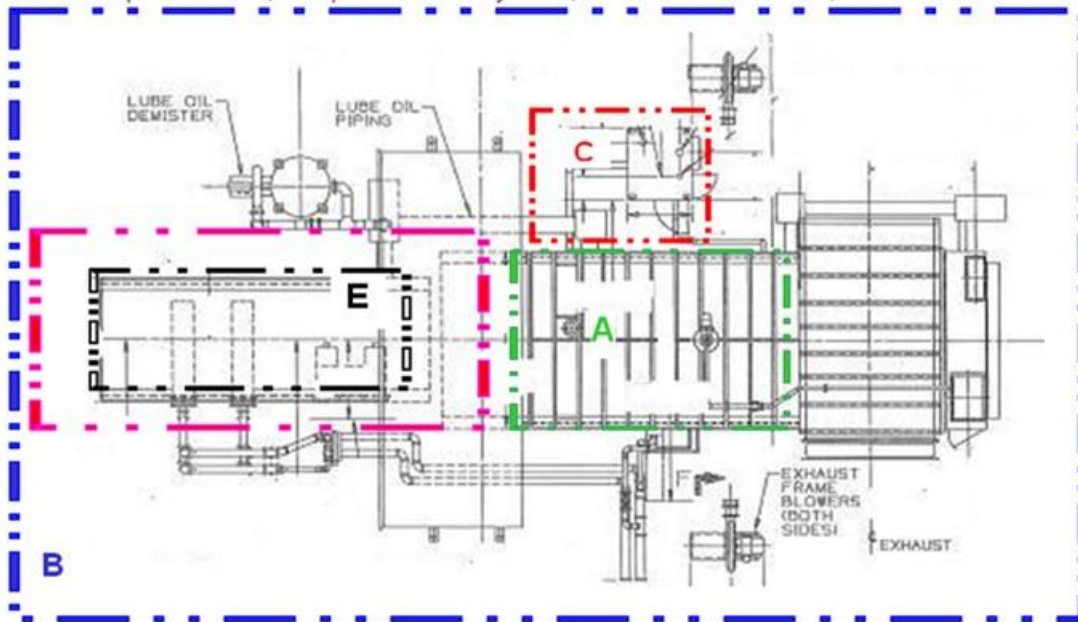 LUBE OIL
DEMISTER
LUBE OIL
PIPING
C
E
A
F
EXHAUST
FRAME
BLOWERS
(BOTH
SIDES)
EXHAUST
B